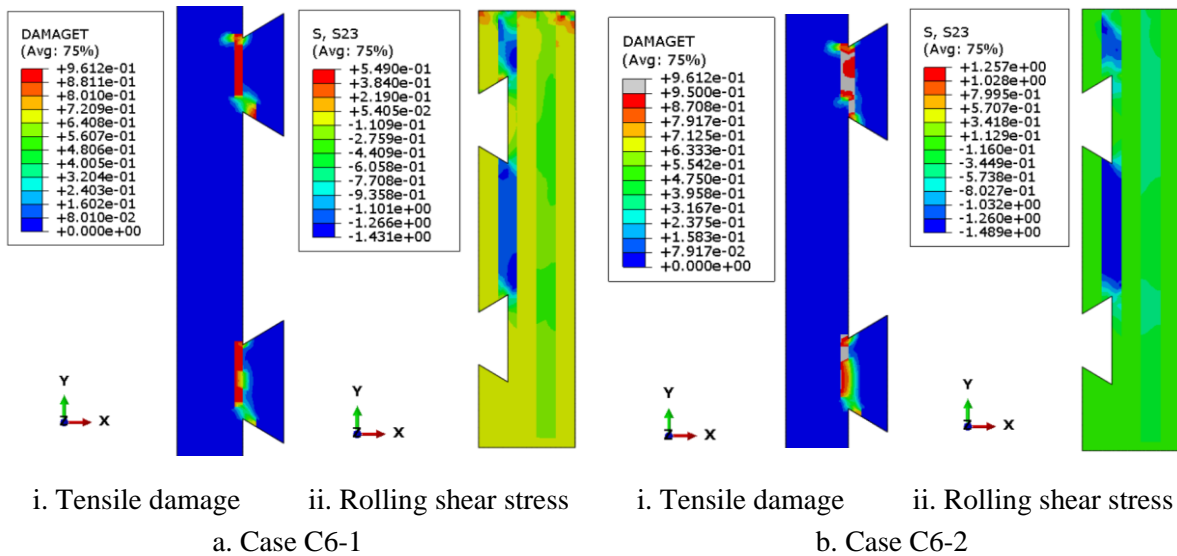 DAMAGET
(Avg: 75%)
+9.612e-01
+8.811e-01
+8.010e-01
+7.209e-01
+6.408e-01
+5.607e-01
+4.806e-01
+4.005e-01
+3.204e-01
+2.403e-01
+1.602e-01
+8.010e-02
+0.000e+00
Y
Z
X
S, S23
(Avg: 75%)
+5.490e-01
+3.840e-01
+2.190e-01
+5.405e-02
-1.109e-01
-2.759e-01
-4.409e-01
-6.058e-01
-7.708e-01
-9.358e-01
-1.101e+00
-1.266e+00
-1.431e+00
Y
Z
X
DAMAGET
(Avg: 75%)
+9.612e-01
+9.500e-01
+8.708e-01
+7.917e-01
+7.125e-01
+6.333e-01
+5.542e-01
+4.750e-01
+3.958e-01
+3.167e-01
+2.375e-01
+1.583e-01
+7.917e-02
+0.000e+00
Y
Z
X
S, S23
(Avg: 75%)
+1.257e+00
+1.028e+00
+7.995e-01
+5.707e-01
+3.418e-01
+1.129e-01
-1.160e-01
-3.449e-01
-5.738e-01
-8.027e-01
-1.032e+00
-1.260e+00
-1.489e+00
Y
Z
X
i. Tensile damage
ii. Rolling shear stress
i. Tensile damage
ii. Rolling shear stress
a. Case C6-1
b. Case C6-2